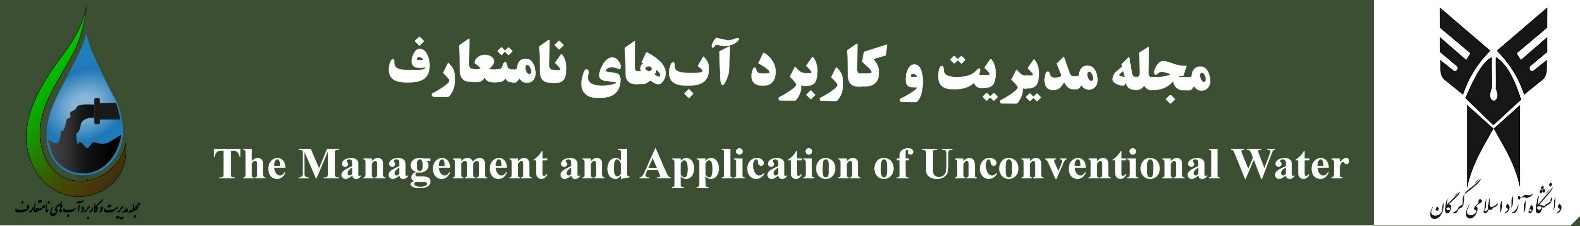 مجله مدیریت و کاربرد آب‌های نامتعارف
The Management and Application of Unconventional Water
مجله مدیریت و کاربرد آب های نامتعارف
دانشگاه آزاد اسلامی گرگان